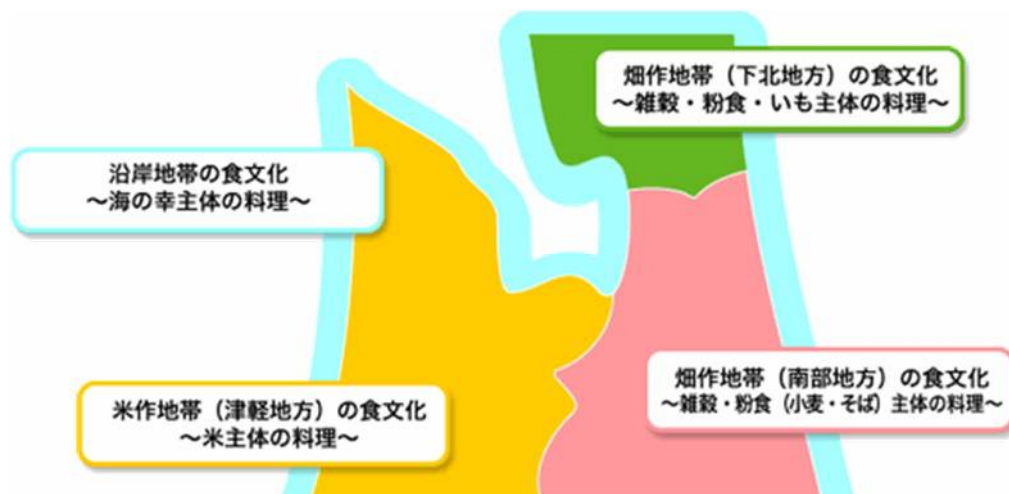 畑作地帯（下北地方）の食文化
～雑穀・粉食・いも主体の料理～
沿岸地帯の食文化
～海の幸主体の料理～
畑作地帯（南部地方）の食文化
～雑穀・粉食（小麦・そば）主体の料理～
米作地帯（津軽地方）の食文化
～米主体の料理～